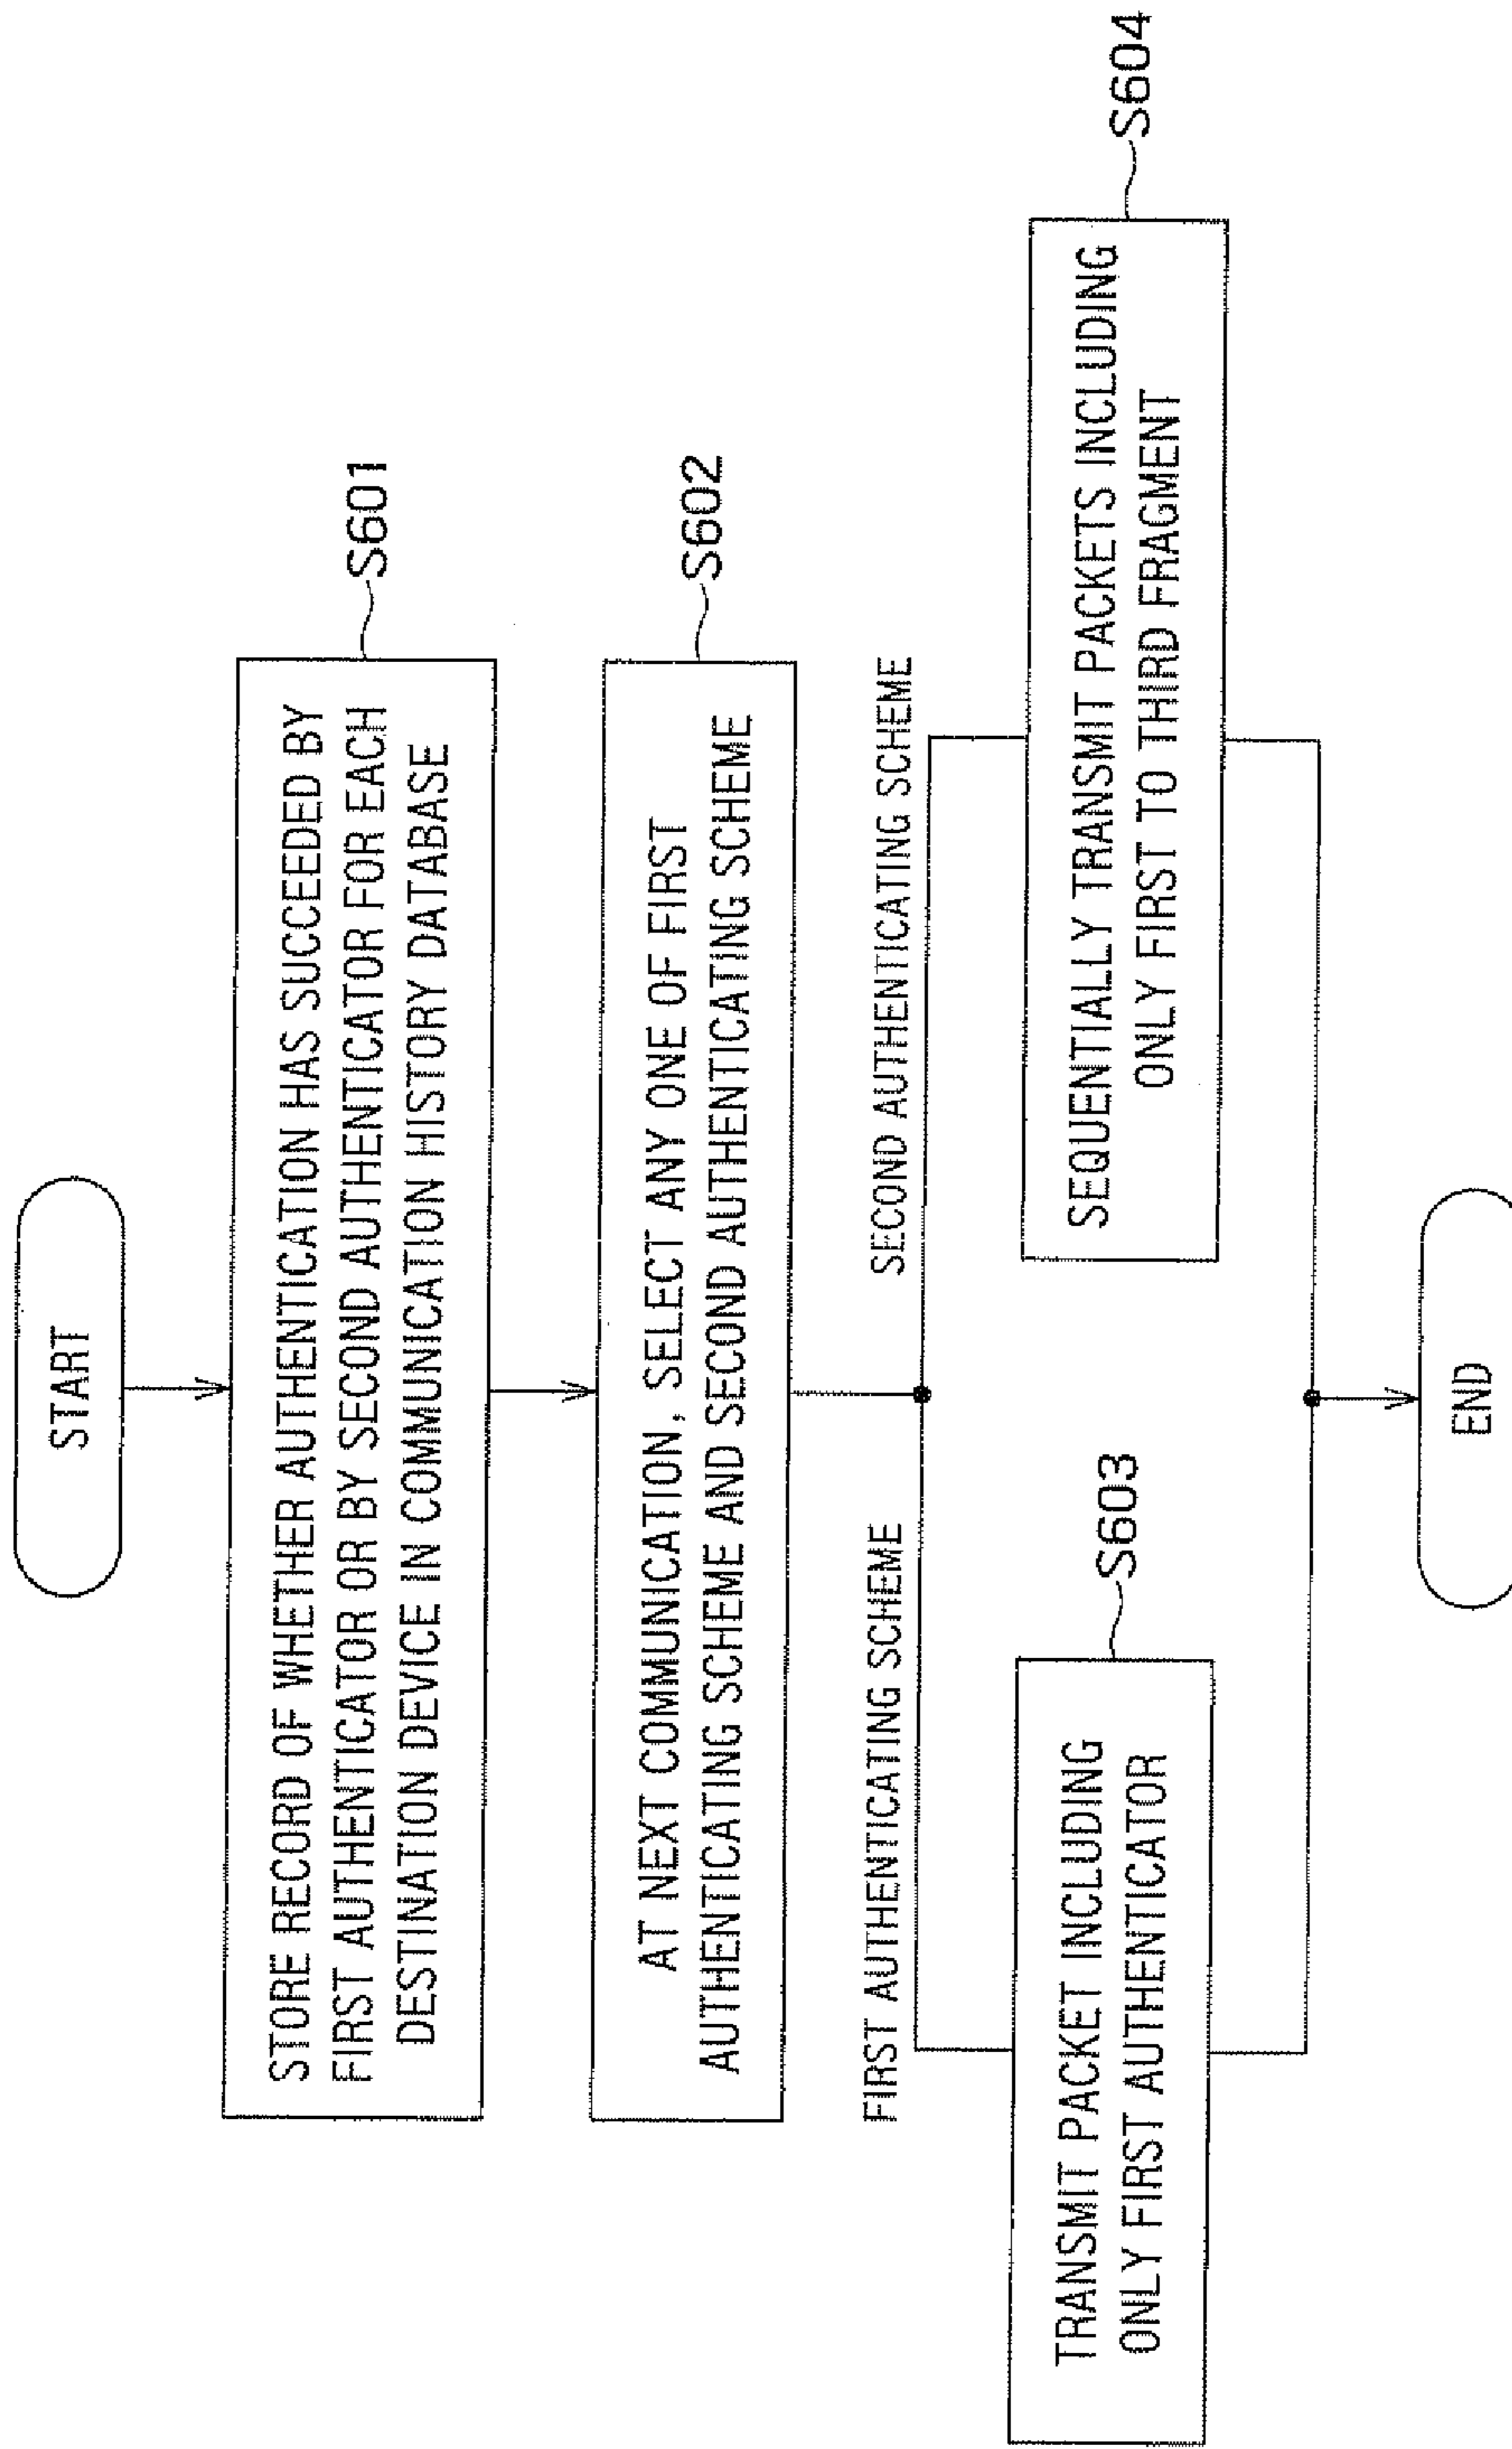 START
STORE RECORD OF WHETHER AUTHENTICATION HAS SUCCEEDED BY
FIRST AUTHENTICATOR OR BY SECOND AUTHENTICATOR FOR EACH
DESTINATION DEVICE IN COMMUNICATION HISTORY DATABASE
S601
AT NEXT COMMUNICATION, SELECT ANY ONE OF FIRST
AUTHENTICATING SCHEME AND SECOND AUTHENTICATING SCHEME
S602
FIRST AUTHENTICATING SCHEME
SECOND AUTHENTICATING SCHEME
TRANSMIT PACKET INCLUDING
ONLY FIRST AUTHENTICATOR
S603
SEQUENTIALLY TRANSMIT PACKETS INCLUDING
ONLY FIRST TO THIRD FRAGMENT
S604
END